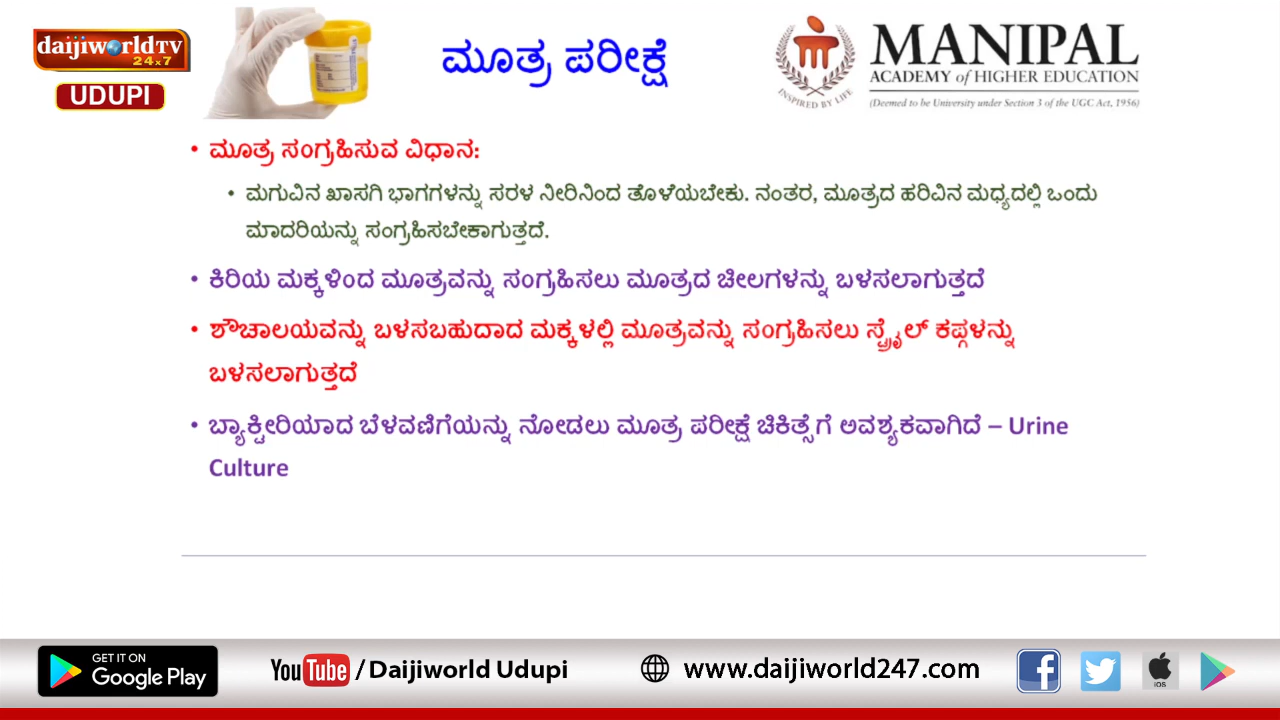 daijiworldTV
24x7
UDUPI
ಮೂತ್ರ ಪರೀಕ್ಷೆ
MANIPAL
ACADEMY of HIGHER EDUCATION
(Deemed to be University under Section 3 of the UGC Act, 1956)
INSPIRED BY LIFE
• ಮೂತ್ರ ಸಂಗ್ರಹಿಸುವ ವಿಧಾನ:
• ಮಗುವಿನ ಖಾಸಗಿ ಭಾಗಗಳನ್ನು ಸರಳ ನೀರಿನಿಂದ ತೊಳೆಯಬೇಕು. ನಂತರ, ಮೂತ್ರದ ಹರಿವಿನ ಮಧ್ಯದಲ್ಲಿ ಒಂದು
ಮಾದರಿಯನ್ನು ಸಂಗ್ರಹಿಸಬೇಕಾಗುತ್ತದೆ.
• ಕಿರಿಯ ಮಕ್ಕಳಿಂದ ಮೂತ್ರವನ್ನು ಸಂಗ್ರಹಿಸಲು ಮೂತ್ರದ ಚೀಲಗಳನ್ನು ಬಳಸಲಾಗುತ್ತದೆ
• ಶೌಚಾಲಯವನ್ನು ಬಳಸಬಹುದಾದ ಮಕ್ಕಳಲ್ಲಿ ಮೂತ್ರವನ್ನು ಸಂಗ್ರಹಿಸಲು ಸ್ಟ್ರೈಲ್ ಕಪ್ಗಳನ್ನು
ಬಳಸಲಾಗುತ್ತದೆ
• ಬ್ಯಾಕ್ಟೀರಿಯಾದ ಬೆಳವಣಿಗೆಯನ್ನು ನೋಡಲು ಮೂತ್ರ ಪರೀಕ್ಷೆ ಚಿಕಿತ್ಸೆಗೆ ಅವಶ್ಯಕವಾಗಿದೆ – Urine
Culture
GET IT ON
Google Play
YouTube / Daijiworld Udupi
www.daijiworld247.com
iOS